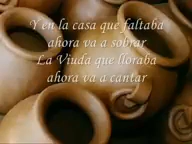 Y en la casa que faltaba
ahora va a sobrar
La Viuda que lloraba
ahora va a cantar